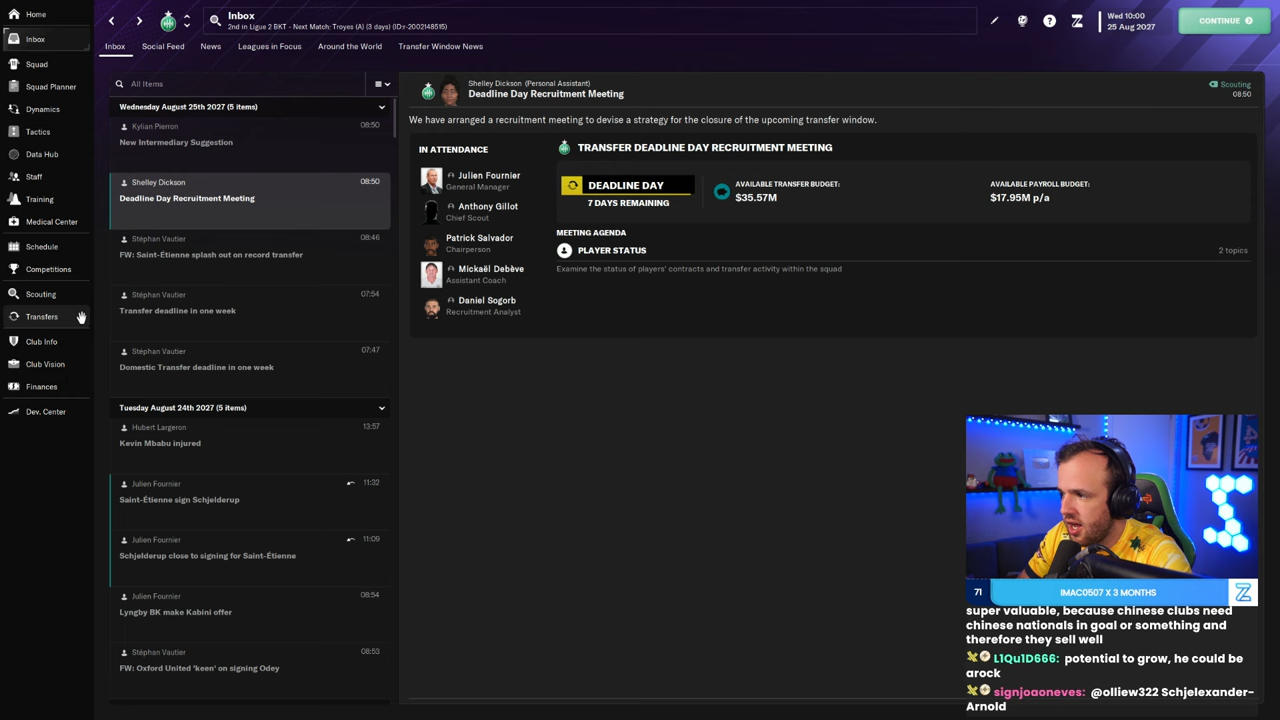 Home
Inbox
Squad
Squad Planner
Dynamics
Tactics
Data Hub
Staff
Training
Medical Center
Schedule
Competitions
Scouting
Transfers
Club Info
Club Vision
Finances
Dev. Center
Inbox
2nd in Ligue 2 BKT - Next Match: Troyes (A) (3 days) (ID:r-2002148515)
Wed 10:00
25 Aug 2027
CONTINUE
Inbox
Social Feed
News
Leagues in Focus
Around the World
Transfer Window News
All Items
Wednesday August 25th 2027 (5 items)
Kylian Pierron 08:50
New Intermediary Suggestion
Shelley Dickson 08:50
Deadline Day Recruitment Meeting
Stéphan Vautier 08:46
FW: Saint-Étienne splash out on record transfer
Stéphan Vautier 07:54
Transfer deadline in one week
Stéphan Vautier 07:47
Domestic Transfer deadline in one week
Tuesday August 24th 2027 (5 items)
Hubert Largeron 13:57
Kevin Mbabu injured
Julien Fournier 11:32
Saint-Étienne sign Schjelderup
Julien Fournier 11:09
Schjelderup close to signing for Saint-Étienne
Julien Fournier 08:54
Lyngby BK make Kabini offer
Stéphan Vautier 08:53
FW: Oxford United 'keen' on signing Odey
Shelley Dickson (Personal Assistant)
Deadline Day Recruitment Meeting
Scouting
08:50
We have arranged a recruitment meeting to devise a strategy for the closure of the upcoming transfer window.
IN ATTENDANCE
Julien Fournier
General Manager
Anthony Gillot
Chief Scout
Patrick Salvador
Chairperson
Mickaël Debève
Assistant Coach
Daniel Sogorb
Recruitment Analyst
TRANSFER DEADLINE DAY RECRUITMENT MEETING
DEADLINE DAY
7 DAYS REMAINING
AVAILABLE TRANSFER BUDGET:
$35.57M
AVAILABLE PAYROLL BUDGET:
$17.95M p/a
MEETING AGENDA
PLAYER STATUS 2 topics
Examine the status of players' contracts and transfer activity within the squad
71 IMAC0507 X 3 MONTHS
super valuable, because chinese clubs need
chinese nationals in goal or something and
therefore they sell well
L1Qu1D666: potential to grow, he could be
arock
signjoaoneves: @olliew322 Schjelexander-
Arnold